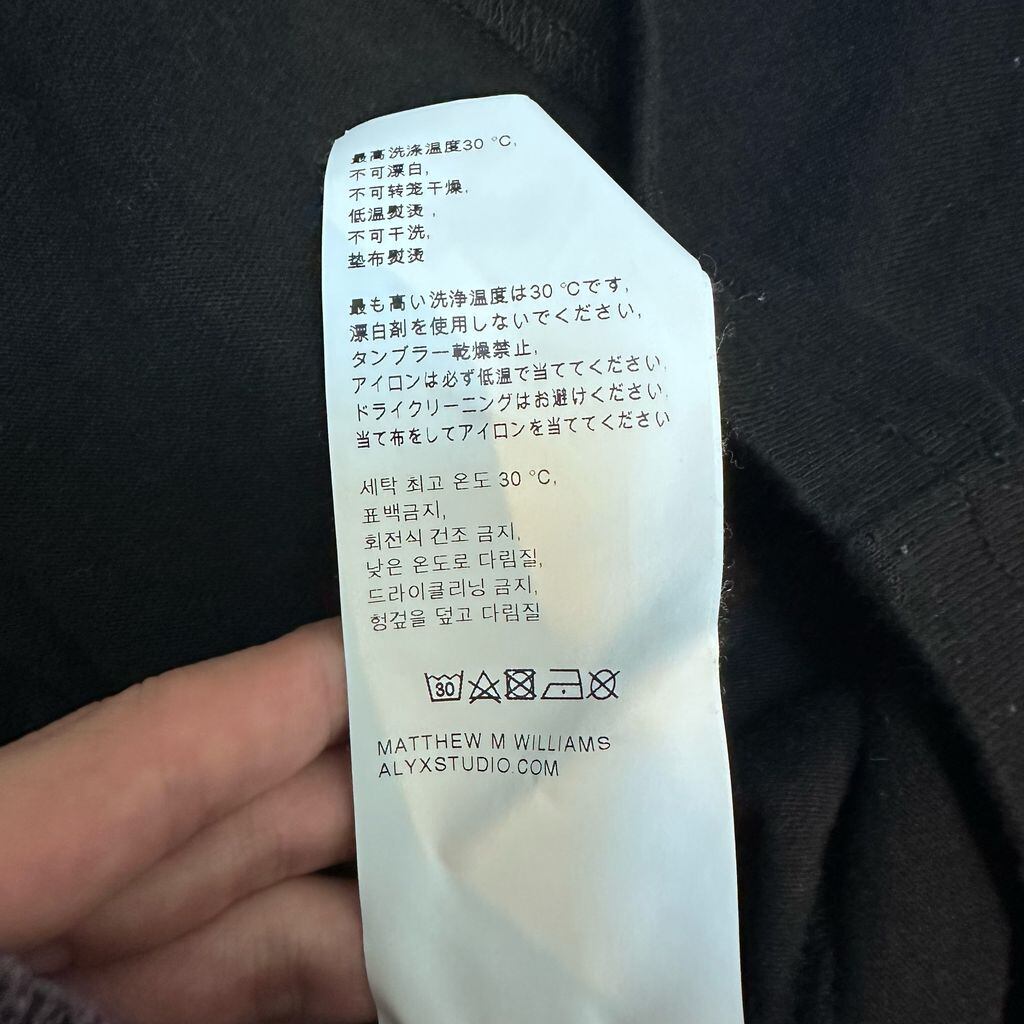 最高洗涤温度30 °C,
不可漂白,
不可转笼干燥,
低温熨烫,
不可干洗,
垫布熨烫
最も高い洗浄温度は30 °Cです,
漂白剤を使用しないでください,
タンブラー乾燥禁止,
アイロンは必ず低温で当ててください,
ドライクリーニングはお避けください,
当て布をしてアイロンを当ててください
세탁 최고 온도 30 °C,
표백금지,
회전식 건조 금지,
낮은 온도로 다림질,
드라이클리닝 금지,
헝겊을 덮고 다림질
30
MATTHEW M WILLIAMS
ALYXSTUDIO.COM